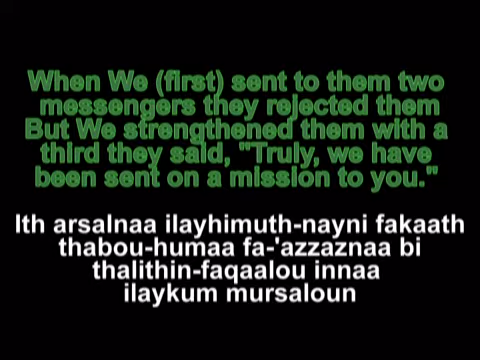 When We (first) sent to them two
messengers they rejected them
But We strengthened them with a
third they said, "Truly, we have
been sent on a mission to you."
Ith arsalnaa ilayhimuth-nayni fakaath
thabou-humaa fa-'azzaznaa bi
thalithin-faqaalou innaa
ilaykum mursaloun